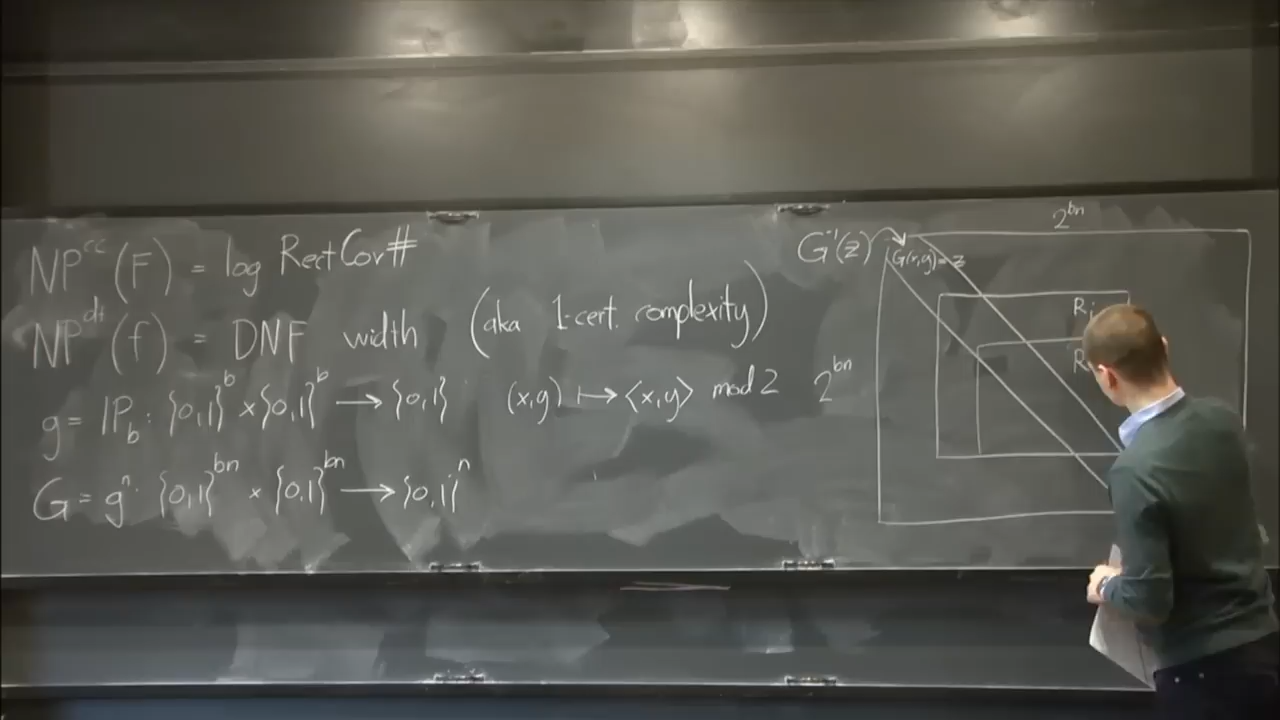 NP^cc (F) = log RectCov#
NP^dt (f) = DNF width (aka 1-cert. complexity)
g = IP_b : {0,1}^b × {0,1}^b → {0,1} (x,y) ↦ <x,y> mod 2
G = g^n : {0,1}^bn × {0,1}^bn → {0,1}^n
2^bn
G^-1(z)
G(x,y)=z
R_i
R
2^bn